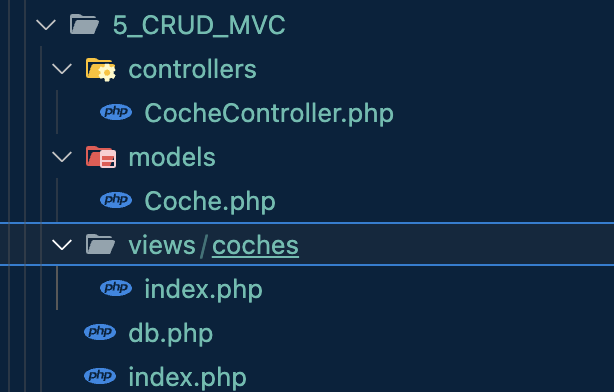 5_CRUD_MVC
controllers
php CocheController.php
models
php Coche.php
views/coches
php index.php
php db.php
php index.php